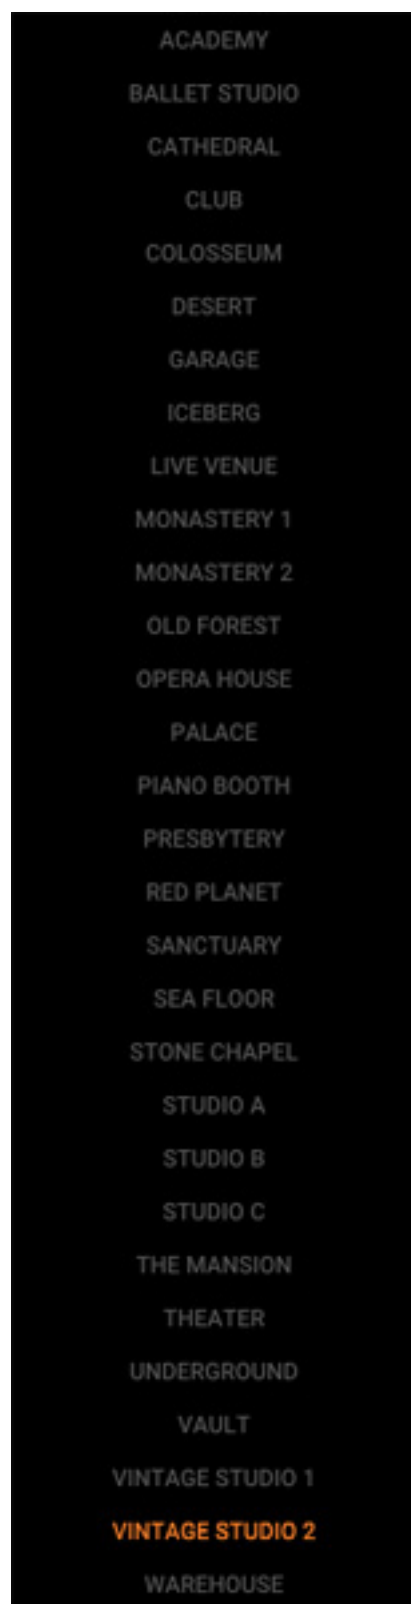 ACADEMY
BALLET STUDIO
CATHEDRAL
CLUB
COLOSSEUM
DESERT
GARAGE
ICEBERG
LIVE VENUE
MONASTERY 1
MONASTERY 2
OLD FOREST
OPERA HOUSE
PALACE
PIANO BOOTH
PRESBYTERY
RED PLANET
SANCTUARY
SEA FLOOR
STONE CHAPEL
STUDIO A
STUDIO B
STUDIO C
THE MANSION
THEATER
UNDERGROUND
VAULT
VINTAGE STUDIO 1
VINTAGE STUDIO 2
WAREHOUSE